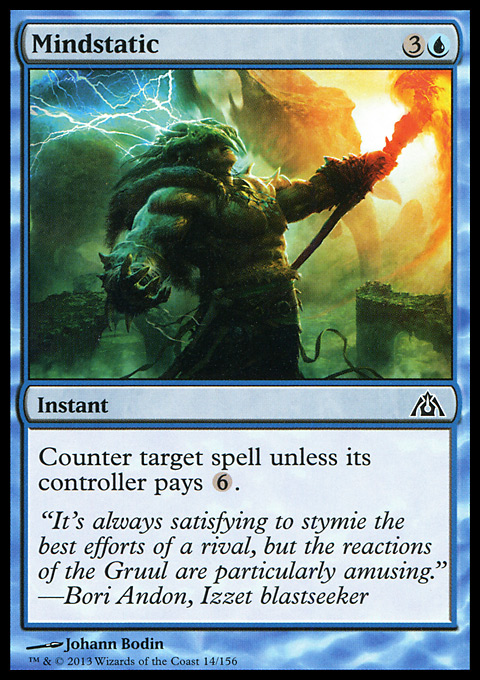 Mindstatic 3
Instant
Counter target spell unless its
controller pays 6.
“It’s always satisfying to stymie the
best efforts of a rival, but the reactions
of the Gruul are particularly amusing.”
—Bori Andon, Izzet blastseeker
Johann Bodin
™ & © 2013 Wizards of the Coast 14/156